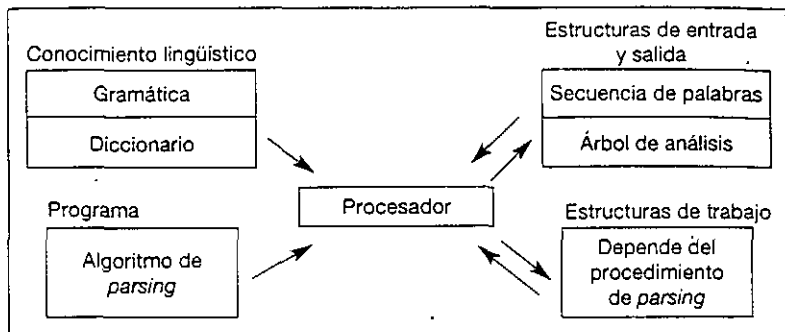 Conocimiento lingüístico
Gramática
Diccionario
Estructuras de entrada
y salida
Secuencia de palabras
Árbol de análisis
Procesador
Programa
Algoritmo de
parsing
Estructuras de trabajo
Depende del
procedimiento
de parsing